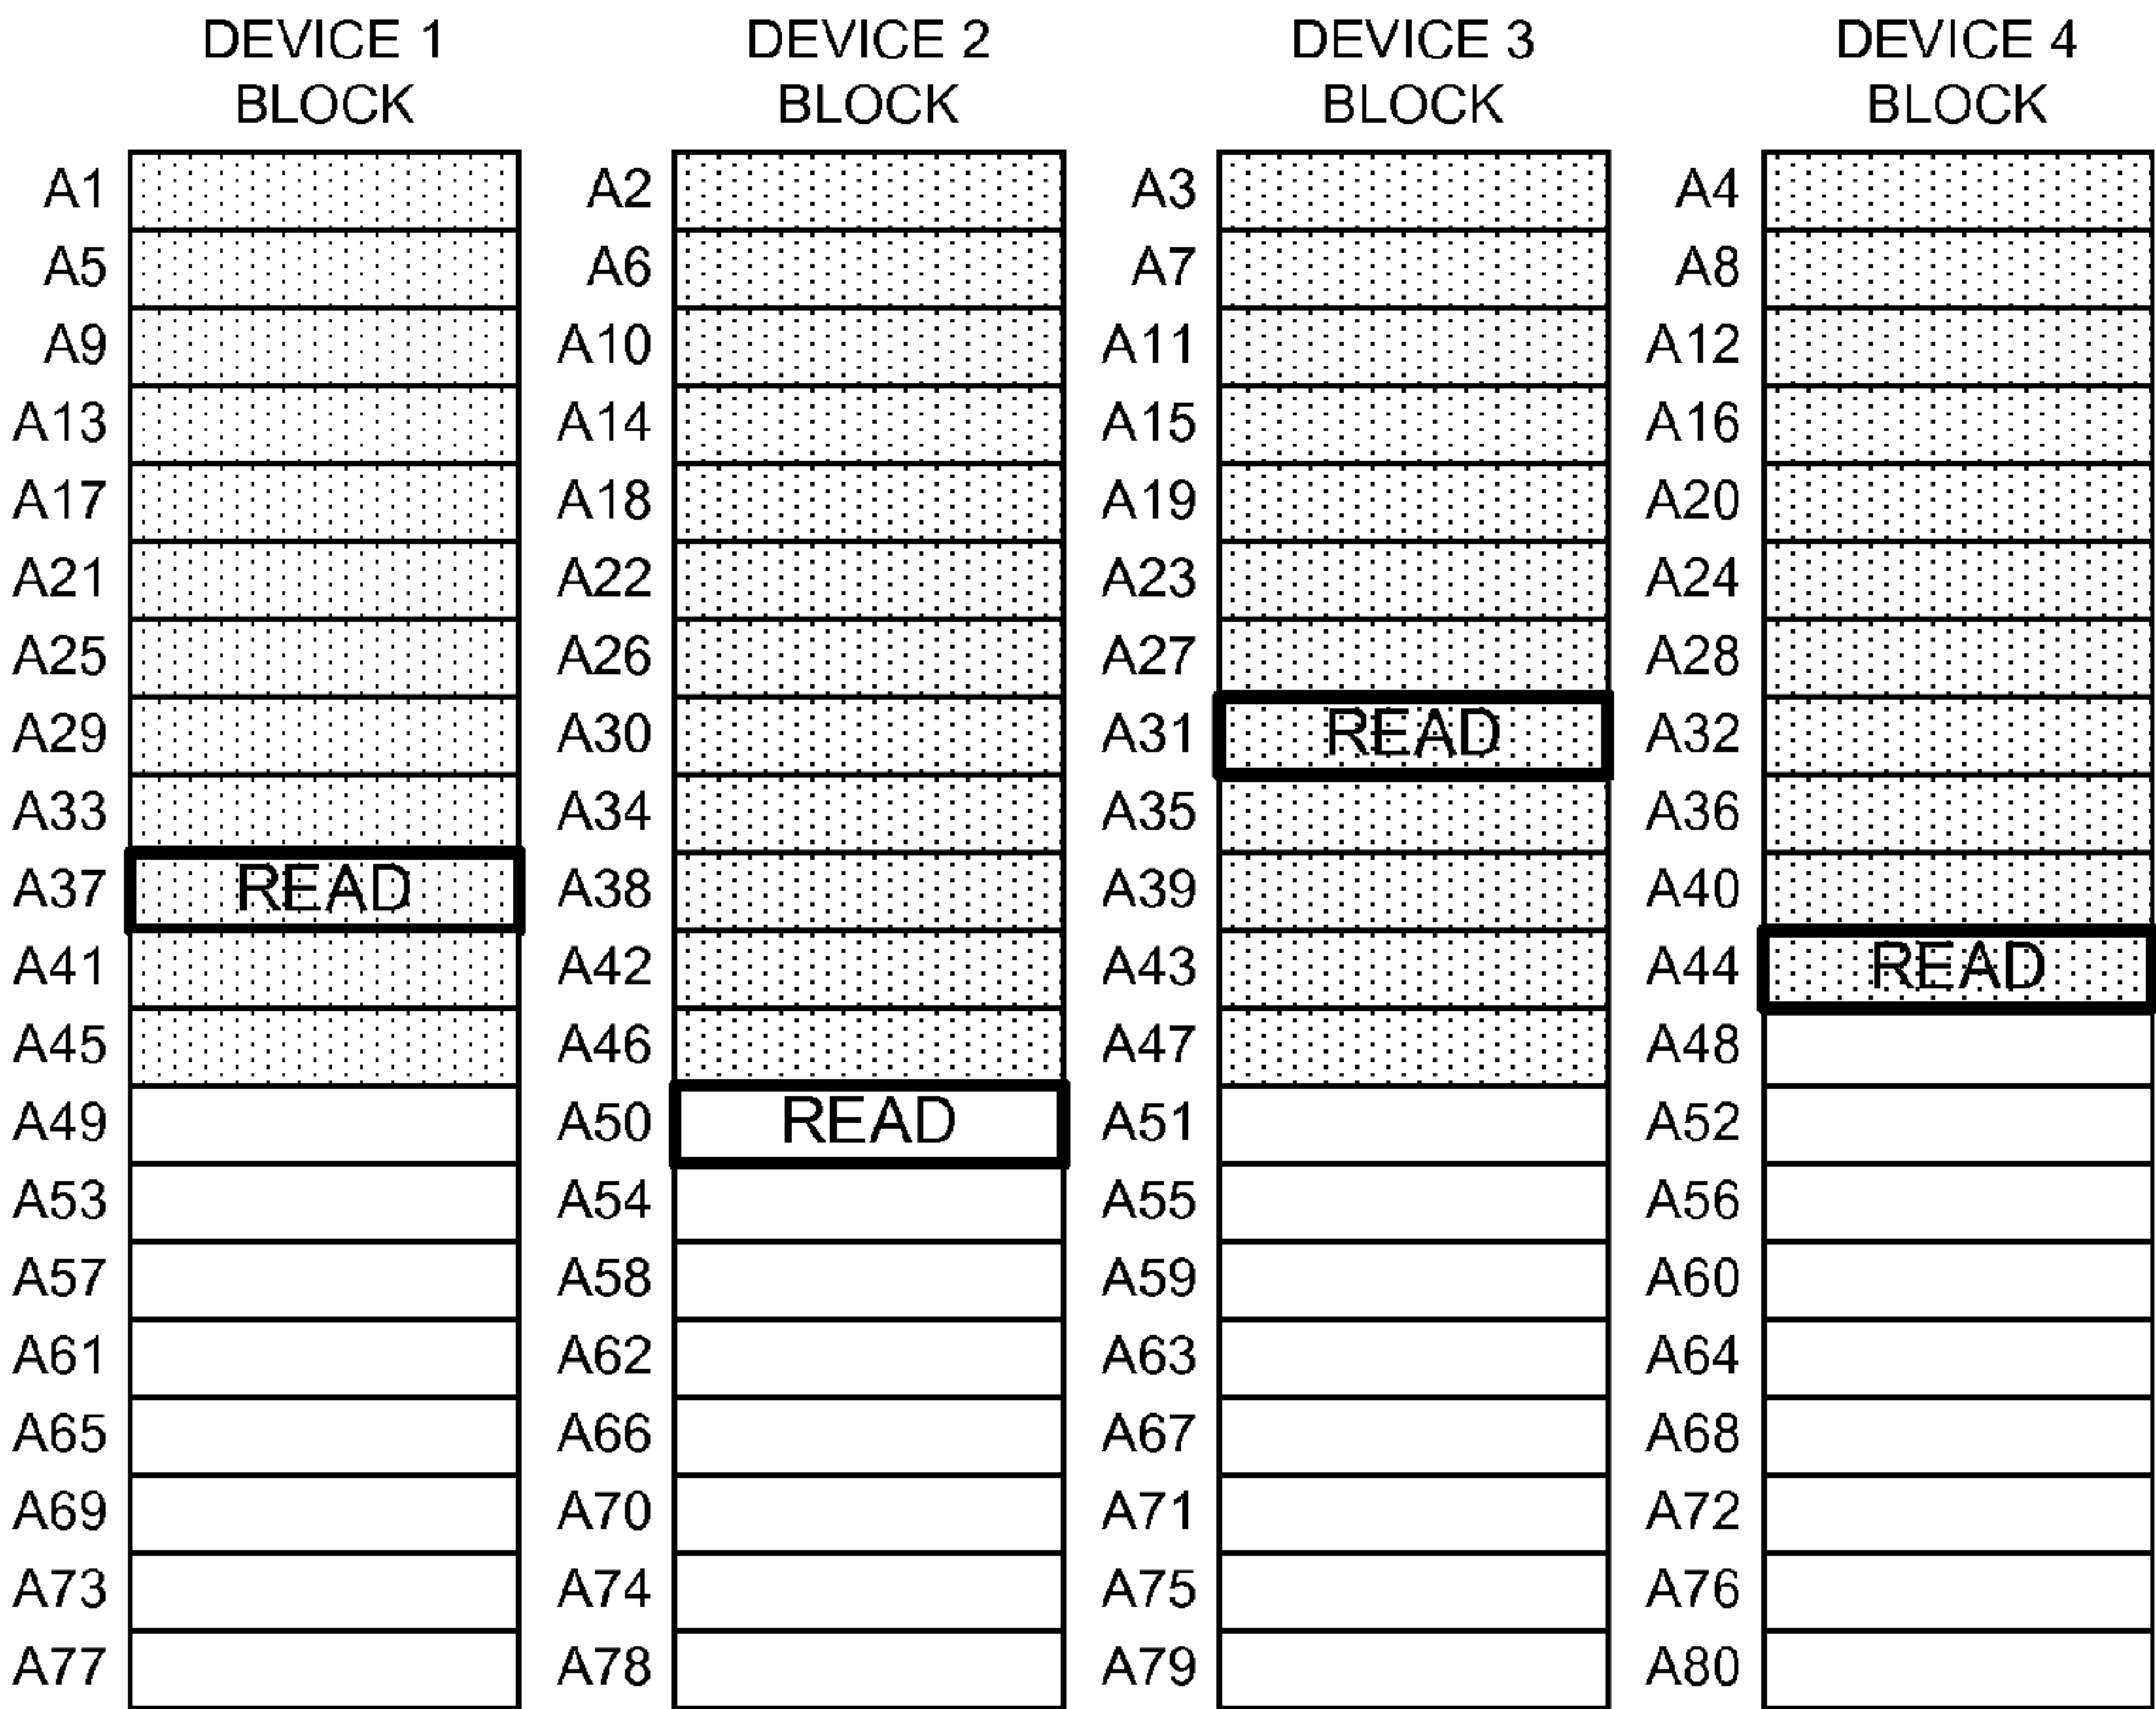 DEVICE 1 DEVICE 2 DEVICE 3 DEVICE 4
BLOCK BLOCK BLOCK BLOCK
A1 A2 A3 A4
A5 A6 A7 A8
A9 A10 A11 A12
A13 A14 A15 A16
A17 A18 A19 A20
A21 A22 A23 A24
A25 A26 A27 A28
A29 A30 A31 READ A32
A33 A34 A35 A36
A37 READ A38 A39 A40
A41 A42 A43 A44 READ
A45 A46 A47 A48
A49 A50 READ A51 A52
A53 A54 A55 A56
A57 A58 A59 A60
A61 A62 A63 A64
A65 A66 A67 A68
A69 A70 A71 A72
A73 A74 A75 A76
A77 A78 A79 A80